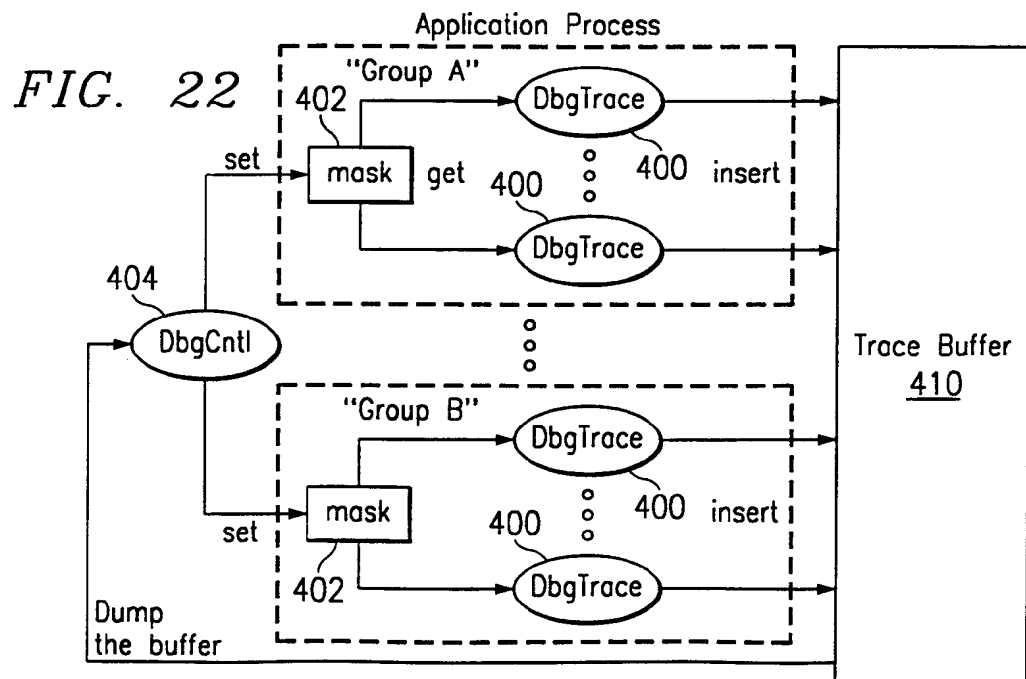 Application Process
FIG. 22
"Group A"
402
DbgTrace
400
set
mask
get
insert
400
DbgTrace
404
DbgCntl
Trace Buffer
410
"Group B"
DbgTrace
400
mask
insert
set
400
402
DbgTrace
Dump
the buffer